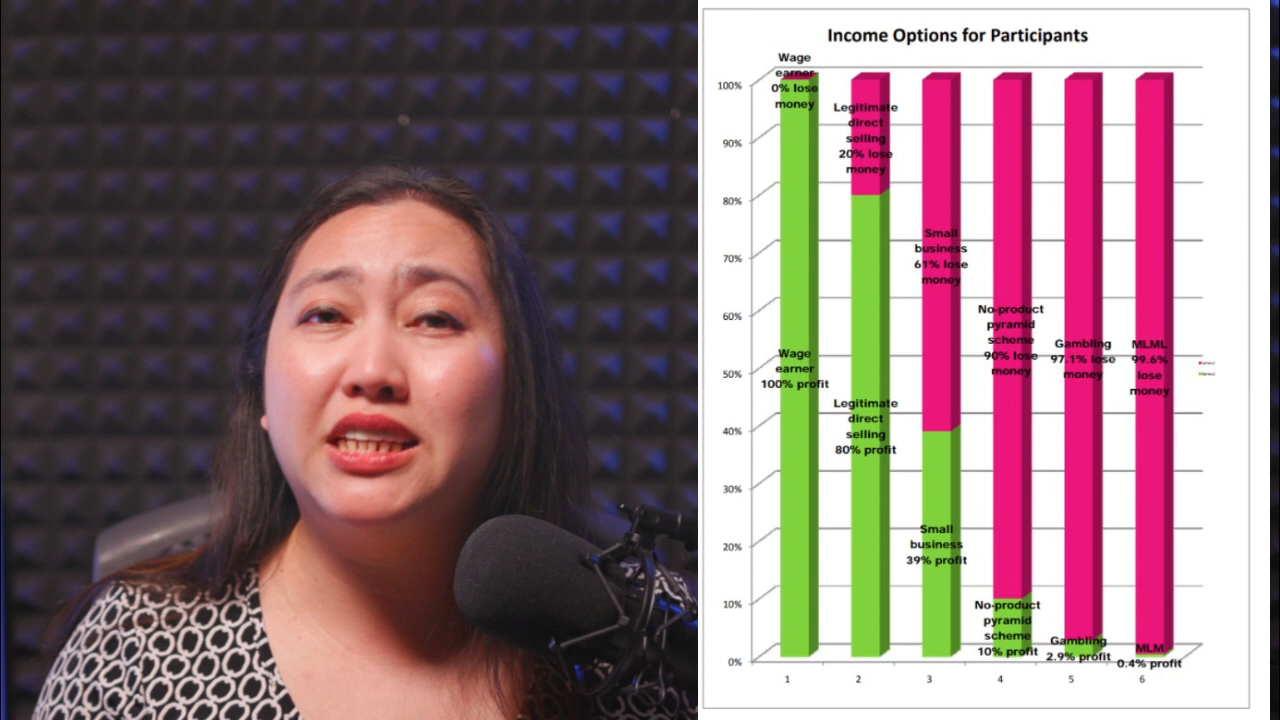 Income Options for Participants
Wage
earner
0% lose
money
Legitimate
direct
selling
20% lose
money
Small
business
61% lose
money
No-product
pyramid
scheme
90% lose
money
Gambling
97.1% lose
money
MLML
99.6%
lose
money
Wage
earner
100% profit
Legitimate
direct
selling
80% profit
Small
business
39% profit
No-product
pyramid
scheme
10% profit
Gambling
2.9% profit
MLM
0.4% profit
100%
90%
80%
70%
60%
50%
40%
30%
20%
10%
0%
1
2
3
4
5
6